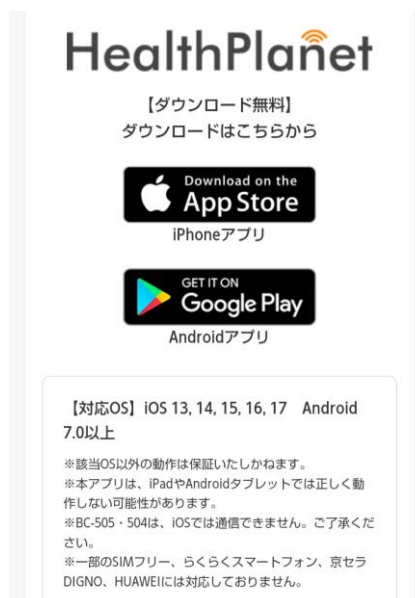 HealthPlanet
【ダウンロード無料】
ダウンロードはこちらから
Download on the
App Store
iPhoneアプリ
GET IT ON
Google Play
Androidアプリ
【対応OS】iOS 13, 14, 15, 16, 17　Android
7.0以上
※該当OS以外の動作は保証いたしかねます。
※本アプリは、iPadやAndroidタブレットでは正しく動
作しない可能性があります。
※BC-505・504は、iOSでは通信できません。ご了承くだ
さい。
※一部のSIMフリー、らくらくスマートフォン、京セラ
DIGNO、HUAWEIには対応しておりません。